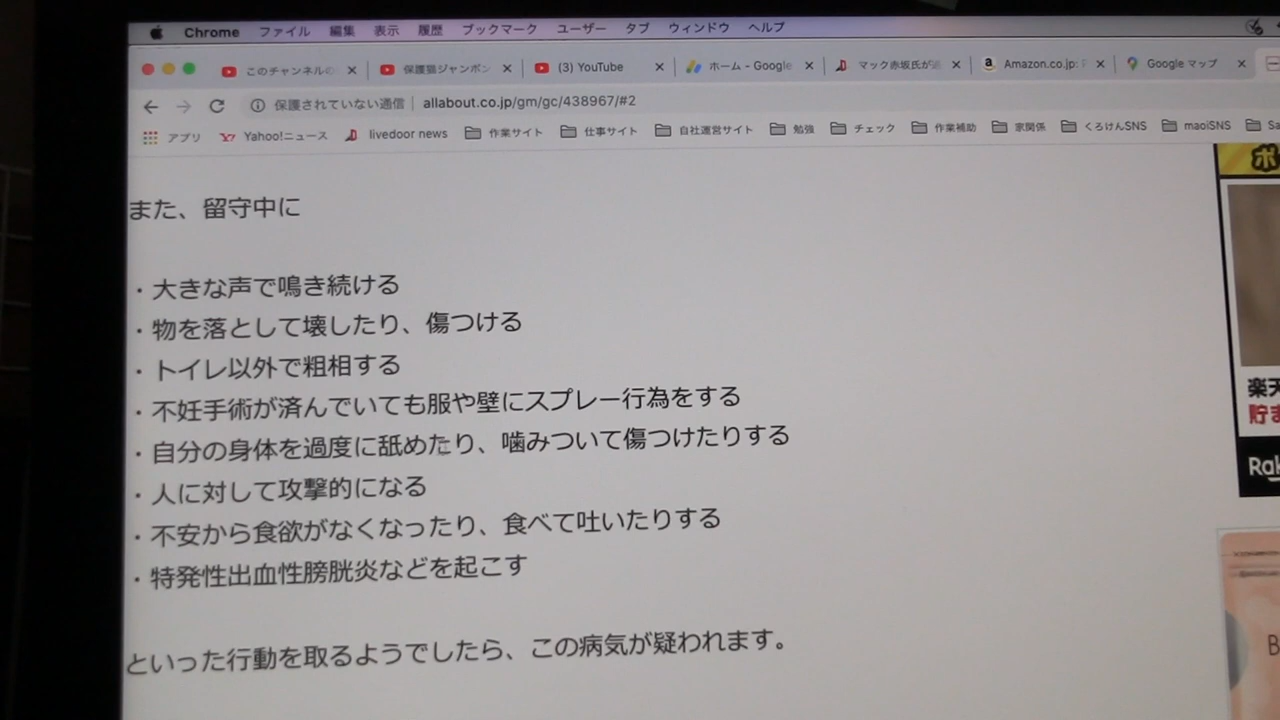 Chrome ファイル 編集 表示 履歴 ブックマーク ユーザー タブ ウィンドウ ヘルプ
このチャンネルの
保護猫ジャンボン
(3) YouTube
ホーム - Google
マック赤坂氏が
Amazon.co.jp:
Google マップ
保護されていない通信 allabout.co.jp/gm/gc/438967/#2
アプリ Yahoo!ニュース livedoor news 作業サイト 仕事サイト 自社運営サイト 勉強 チェック 作業補助 家関係 くろけんSNS maoiSNS
また、留守中に
・大きな声で鳴き続ける
・物を落として壊したり、傷つける
・トイレ以外で粗相する
・不妊手術が済んでいても服や壁にスプレー行為をする
・自分の身体を過度に舐めたり、噛みついて傷つけたりする
・人に対して攻撃的になる
・不安から食欲がなくなったり、食べて吐いたりする
・特発性出血性膀胱炎などを起こす
といった行動を取るようでしたら、この病気が疑われます。
ポ
楽天
貯ま
Rak
B